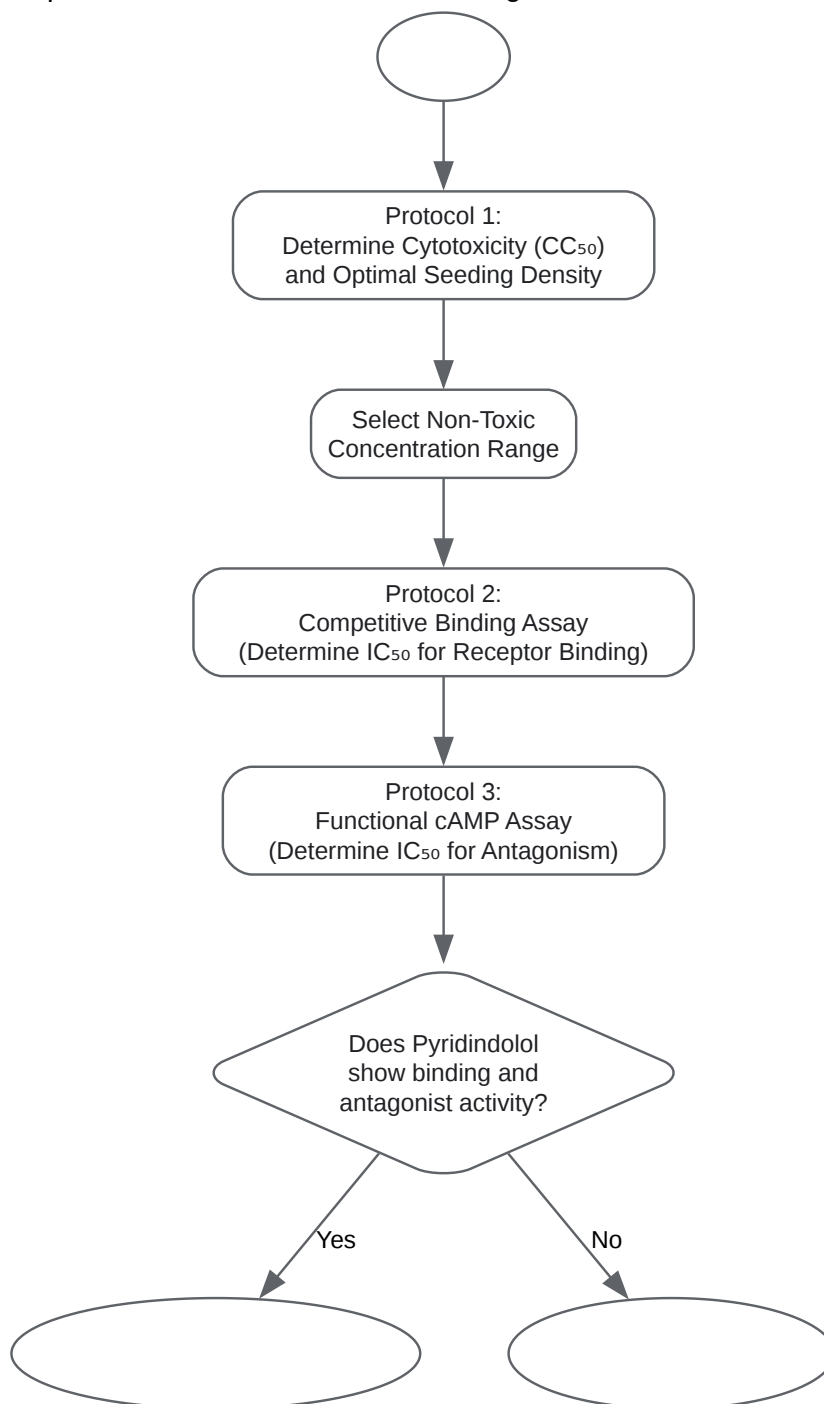 Protocol 1:
Determine Cytotoxicity (CC₅₀)
and Optimal Seeding Density
Select Non-Toxic
Concentration Range
Protocol 2:
Competitive Binding Assay
(Determine IC₅₀ for Receptor Binding)
Protocol 3:
Functional cAMP Assay
(Determine IC₅₀ for Antagonism)
Does Pyridindolol
show binding and
antagonist activity?
Yes
No